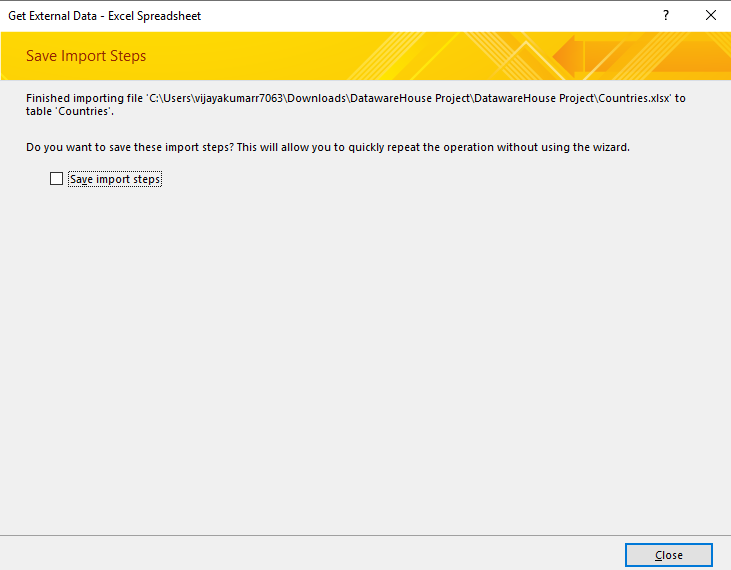 Get External Data - Excel Spreadsheet
?
Save Import Steps
Finished importing file 'C:\Users\vijayakumarr7063\Downloads\DatawareHouse Project\DatawareHouse Project\Countries.xlsx' to
table 'Countries'.
Do you want to save these import steps? This will allow you to quickly repeat the operation without using the wizard.
Save import steps
Close